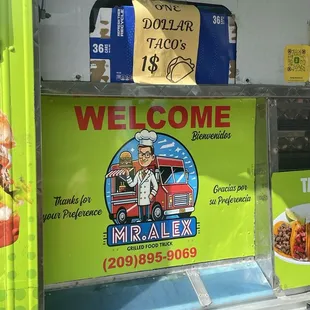 ONE
DOLLAR
TACO's
1$
36
36
WELCOME
Bienvenidos
Thanks for
your Preference
Gracias por
su Preferencia
MR.ALEX
GRILLED FOOD TRUCK
(209)895-9069
T